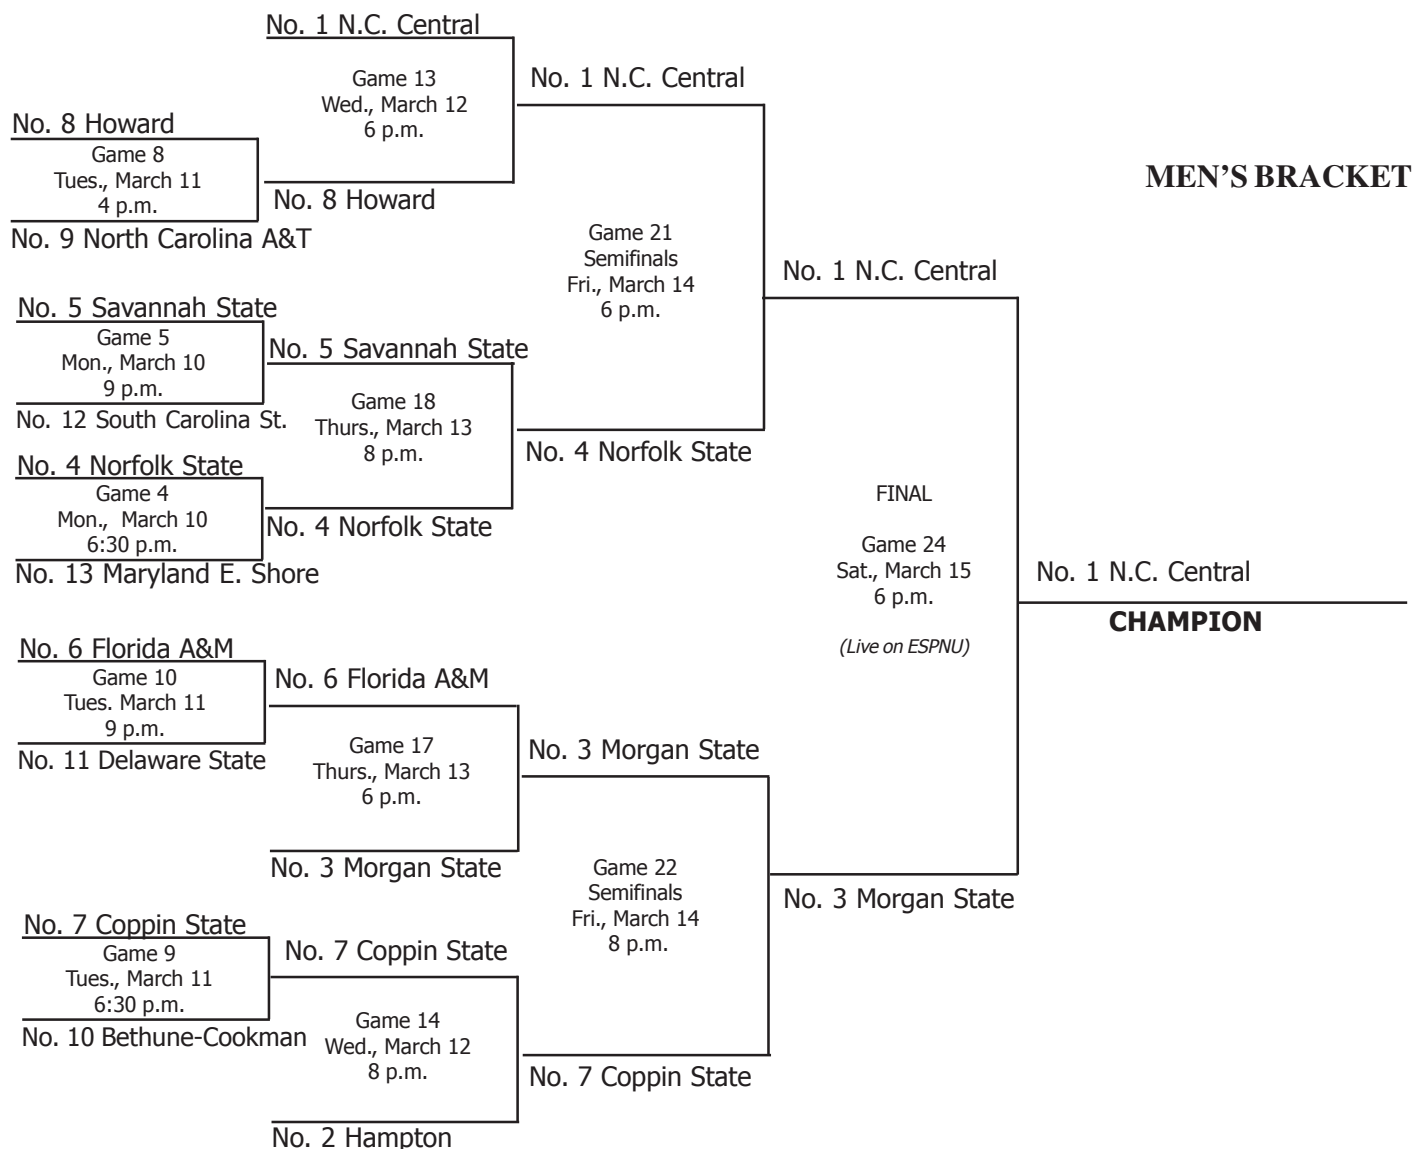 No. 1 N.C. Central
Game 13
Wed., March 12
6 p.m.
No. 1 N.C. Central
No. 8 Howard
Game 8
Tues., March 11
4 p.m.
No. 9 North Carolina A&T
No. 8 Howard
MEN'S BRACKET
Game 21
Semifinals
Fri., March 14
6 p.m.
No. 1 N.C. Central
No. 5 Savannah State
Game 5
Mon., March 10
9 p.m.
No. 12 South Carolina St.
No. 5 Savannah State
Game 18
Thurs., March 13
8 p.m.
No. 4 Norfolk State
No. 4 Norfolk State
Game 4
Mon., March 10
6:30 p.m.
No. 13 Maryland E. Shore
No. 4 Norfolk State
FINAL
Game 24
Sat., March 15
6 p.m.
(Live on ESPNU)
No. 1 N.C. Central
CHAMPION
No. 6 Florida A&M
Game 10
Tues. March 11
9 p.m.
No. 11 Delaware State
No. 6 Florida A&M
Game 17
Thurs., March 13
6 p.m.
No. 3 Morgan State
No. 3 Morgan State
Game 22
Semifinals
Fri., March 14
8 p.m.
No. 3 Morgan State
No. 7 Coppin State
Game 9
Tues., March 11
6:30 p.m.
No. 10 Bethune-Cookman
No. 7 Coppin State
Game 14
Wed., March 12
8 p.m.
No. 7 Coppin State
No. 2 Hampton